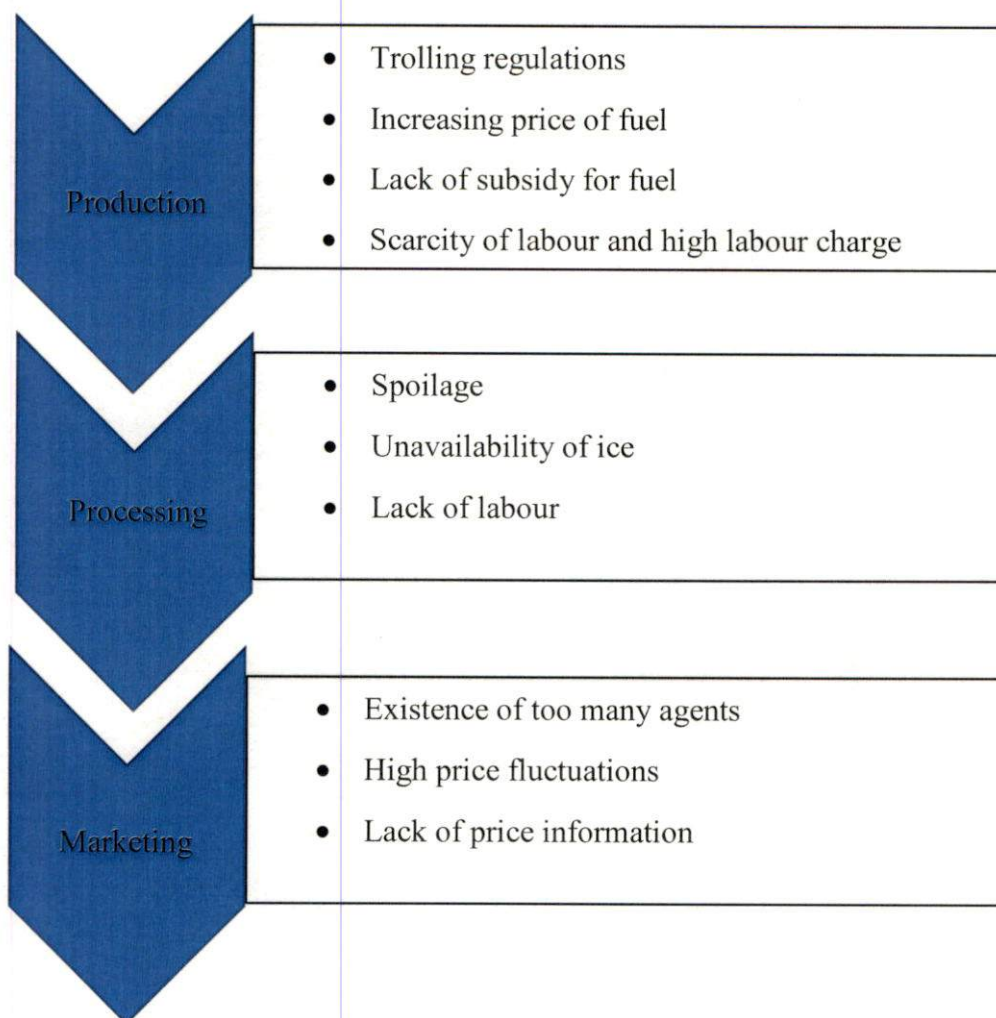 Production
• Trolling regulations
• Increasing price of fuel
• Lack of subsidy for fuel
• Scarcity of labour and high labour charge
Processing
• Spoilage
• Unavailability of ice
• Lack of labour
Marketing
• Existence of too many agents
• High price fluctuations
• Lack of price information